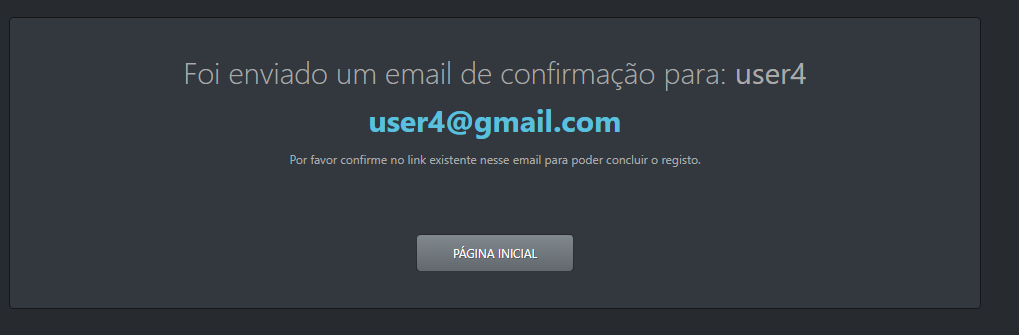 Foi enviado um email de confirmação para: user4
user4@gmail.com
Por favor confirme no link existente nesse email para poder concluir o registo.
PÁGINA INICIAL